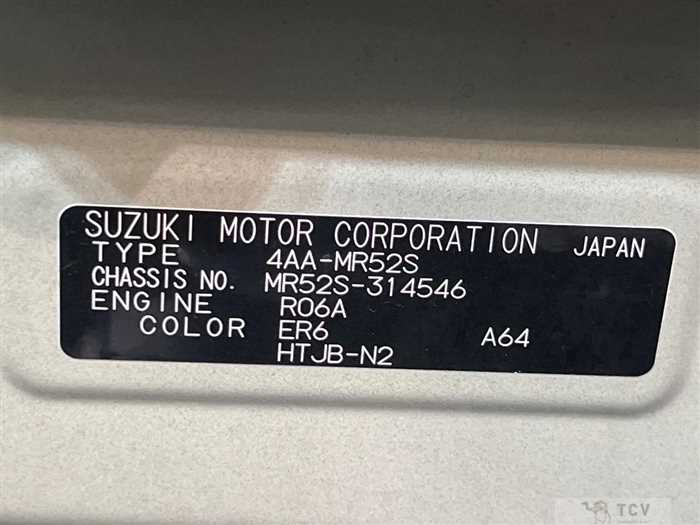 SUZUKI MOTOR CORPORATION JAPAN
TYPE 4AA-MR52S
CHASSIS NO. MR52S-314546
ENGINE R06A
COLOR ER6 A64
HTJB-N2
TCV